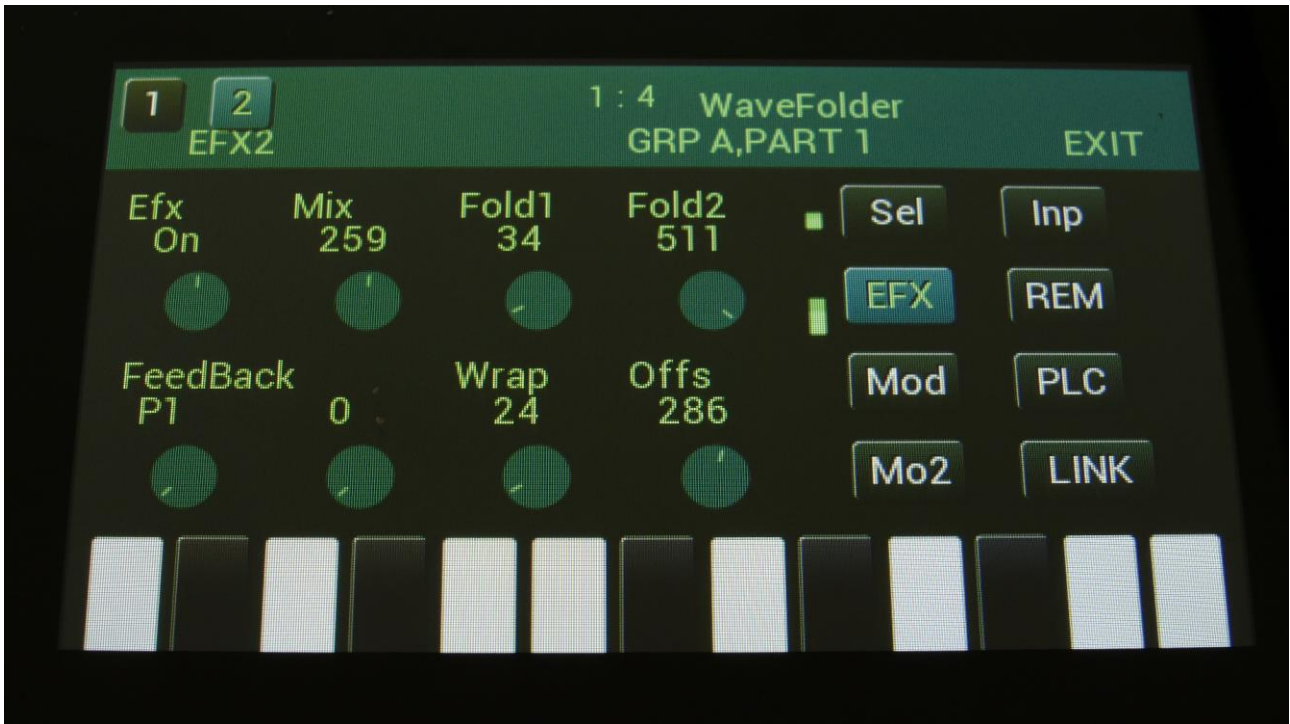 1 2 1 : 4 WaveFolder
EFX2 GRP A,PART 1 EXIT
Efx Mix Fold1 Fold2 Sel Inp
On 259 34 511
EFX REM
FeedBack Wrap Offs Mod PLC
P1 0 24 286
Mo2 LINK